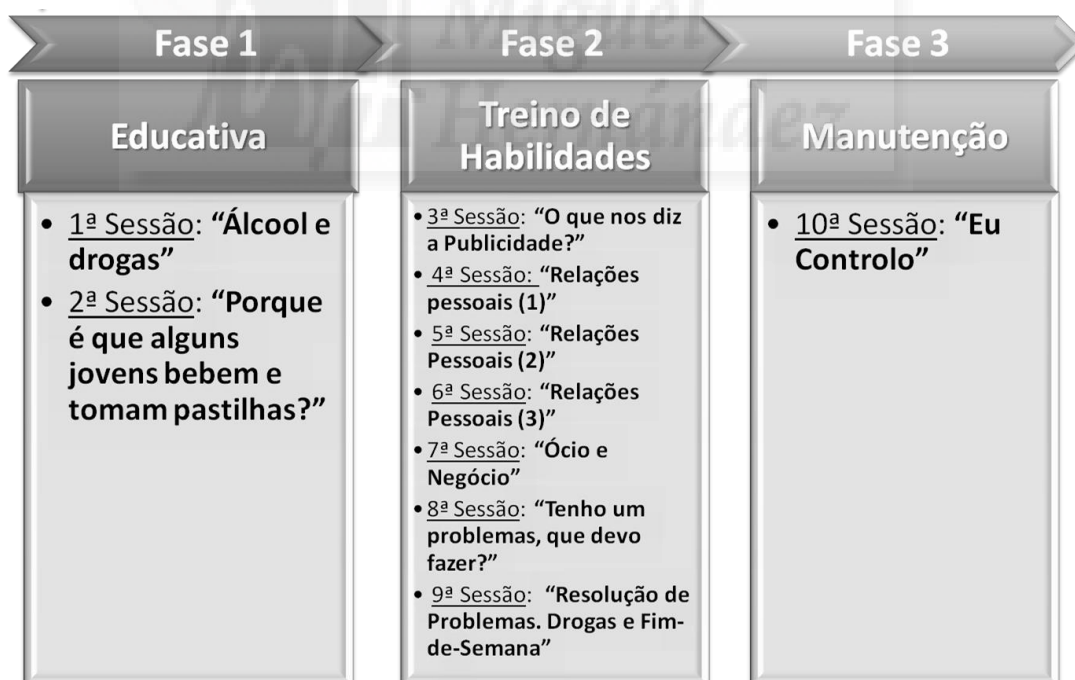 Fase 1
Fase 2
Fase 3
Educativa
Treino de
Habilidades
Manutenção
• 1ª Sessão: “Álcool e
drogas”
• 2ª Sessão: “Porque
é que alguns
jovens bebem e
tomam pastilhas?”
• 3ª Sessão: “O que nos diz
a Publicidade?”
• 4ª Sessão: “Relações
pessoais (1)”
• 5ª Sessão: “Relações
Pessoais (2)”
• 6ª Sessão: “Relações
Pessoais (3)”
• 7ª Sessão: “Ócio e
Negócio”
• 8ª Sessão: “Tenho um
problemas, que devo
fazer?”
• 9ª Sessão: “Resolução de
Problemas. Drogas e Fim-
de-Semana”
• 10ª Sessão: “Eu
Controlo”
Miguel
Hernández